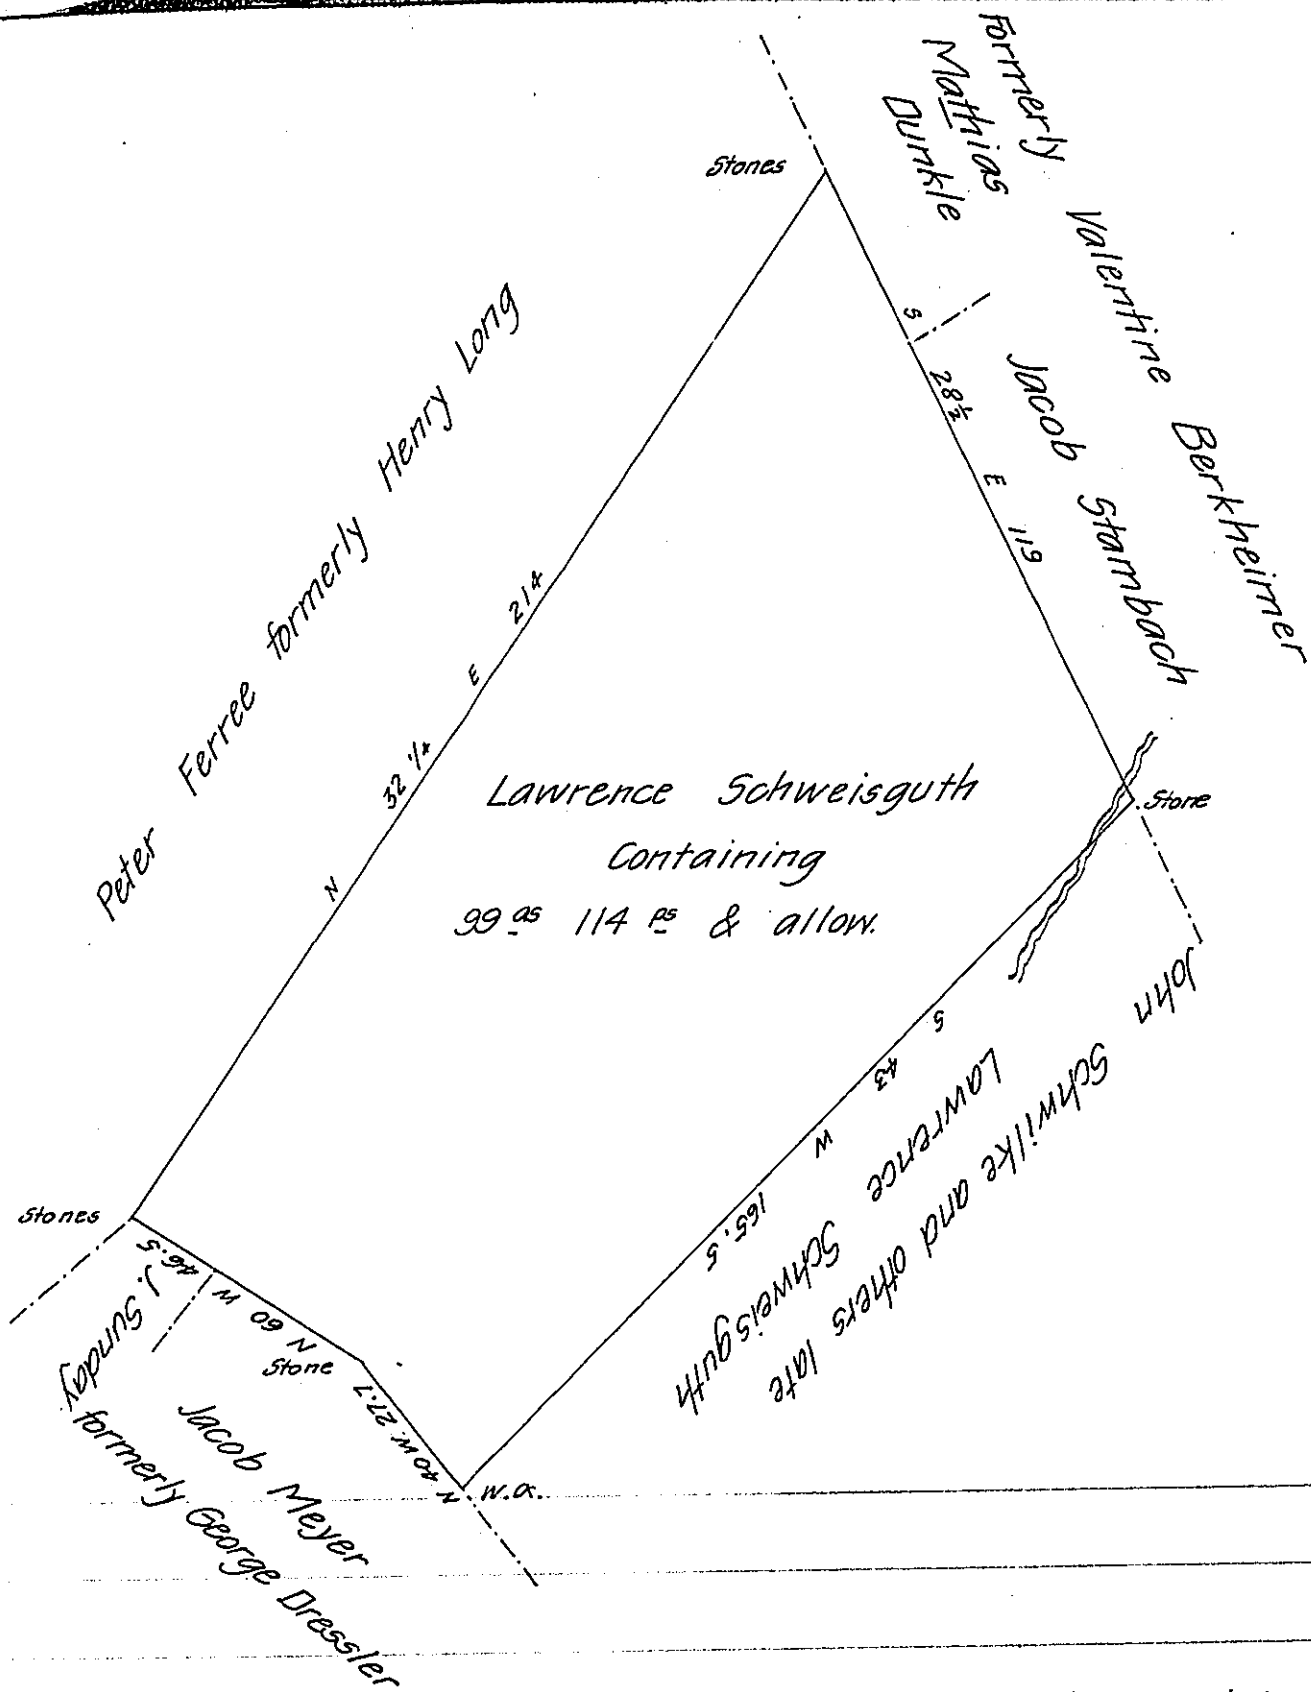 Formerly Valentine Berkheimer
Mathias
Dunkle
Stones
S 28½ E 119
Jacob Stambach
Peter Ferree formerly Henry Long
N 32 1/4 E 214
Lawrence Schweisguth
Containing
99 as 114 ps & allow.
Stone
S 43 W 165.5
John Schwilke and others late
Lawrence Schweisguth
Stones
N 60 W 46.5
Stone
N 40 W. 27.7
W.O.
J. Sunday
Jacob Meyer
formerly George Dressler